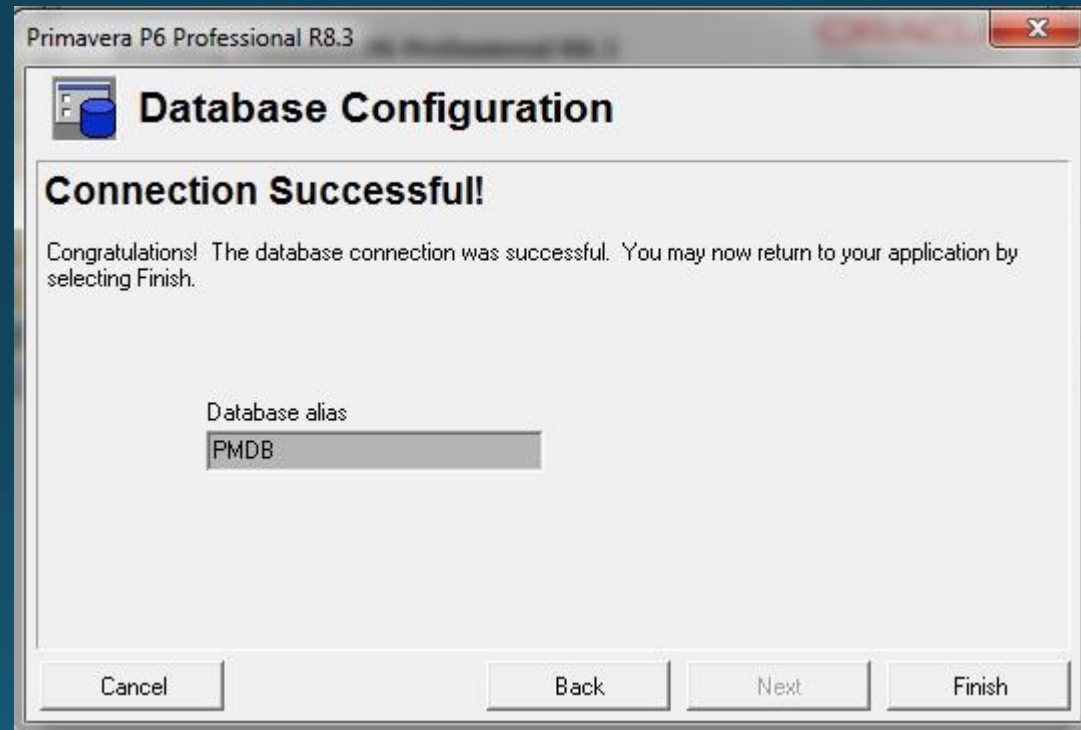 Primavera P6 Professional R8.3
Database Configuration
Connection Successful!
Congratulations!  The database connection was successful.  You may now return to your application by
selecting Finish.
Database alias
PMDB
Cancel
Back
Next
Finish